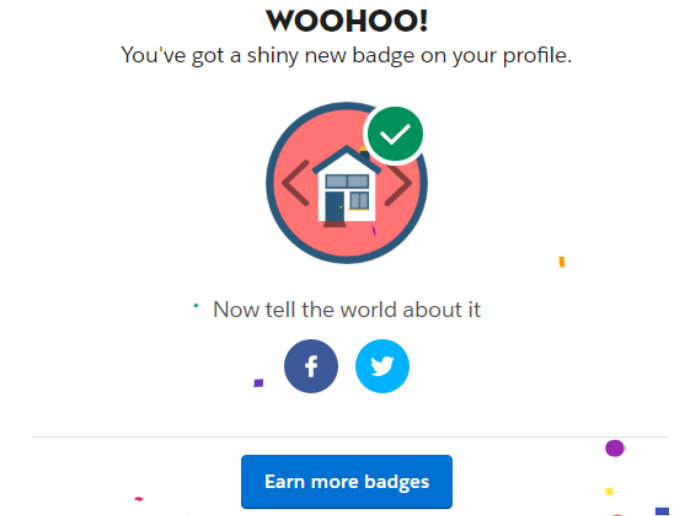 WOOHOO!
You've got a shiny new badge on your profile.
Now tell the world about it
f
Earn more badges